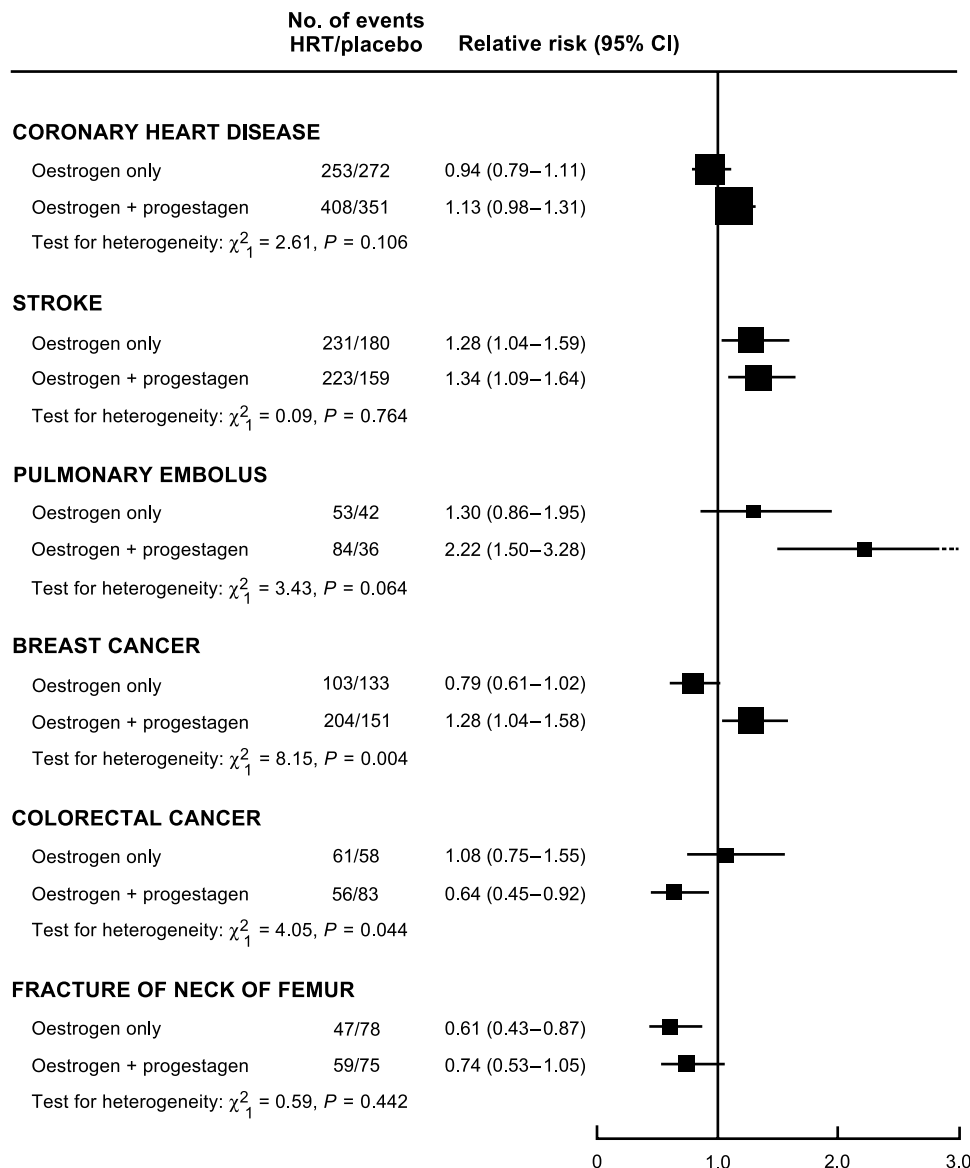 No. of events
HRT/placebo Relative risk (95% CI)
CORONARY HEART DISEASE
Oestrogen only 253/272 0.94 (0.79–1.11)
Oestrogen + progestagen 408/351 1.13 (0.98–1.31)
Test for heterogeneity: χ²₁ = 2.61, P = 0.106
STROKE
Oestrogen only 231/180 1.28 (1.04–1.59)
Oestrogen + progestagen 223/159 1.34 (1.09–1.64)
Test for heterogeneity: χ²₁ = 0.09, P = 0.764
PULMONARY EMBOLUS
Oestrogen only 53/42 1.30 (0.86–1.95)
Oestrogen + progestagen 84/36 2.22 (1.50–3.28)
Test for heterogeneity: χ²₁ = 3.43, P = 0.064
BREAST CANCER
Oestrogen only 103/133 0.79 (0.61–1.02)
Oestrogen + progestagen 204/151 1.28 (1.04–1.58)
Test for heterogeneity: χ²₁ = 8.15, P = 0.004
COLORECTAL CANCER
Oestrogen only 61/58 1.08 (0.75–1.55)
Oestrogen + progestagen 56/83 0.64 (0.45–0.92)
Test for heterogeneity: χ²₁ = 4.05, P = 0.044
FRACTURE OF NECK OF FEMUR
Oestrogen only 47/78 0.61 (0.43–0.87)
Oestrogen + progestagen 59/75 0.74 (0.53–1.05)
Test for heterogeneity: χ²₁ = 0.59, P = 0.442
0 1.0 2.0 3.0